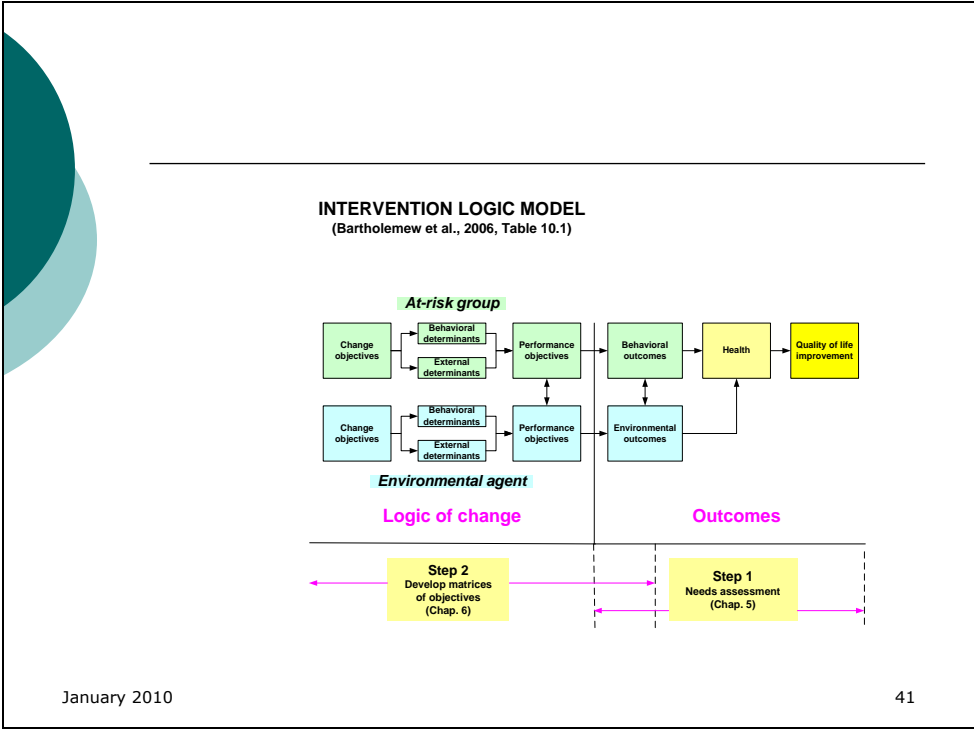 INTERVENTION LOGIC MODEL
(Bartholemew et al., 2006, Table 10.1)
At-risk group
Change
objectives
Behavioral
determinants
External
determinants
Performance
objectives
Behavioral
outcomes
Health
Quality of life
improvement
Change
objectives
Behavioral
determinants
External
determinants
Performance
objectives
Environmental
outcomes
Environmental agent
Logic of change
Outcomes
Step 2
Develop matrices
of objectives
(Chap. 6)
Step 1
Needs assessment
(Chap. 5)
January 2010
41